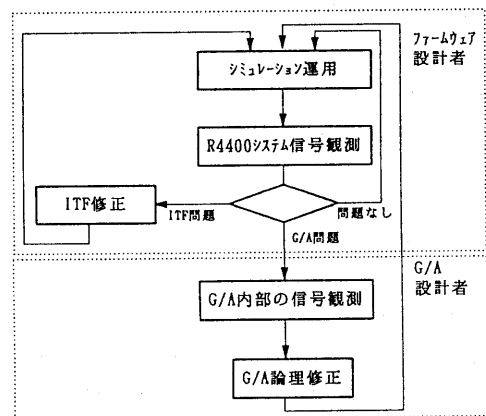 ファームウェア
設計者
シミュレーション運用
R4400システム信号観測
ITF修正
ITF問題
問題なし
G/A問題
G/A
設計者
G/A内部の信号観測
G/A論理修正